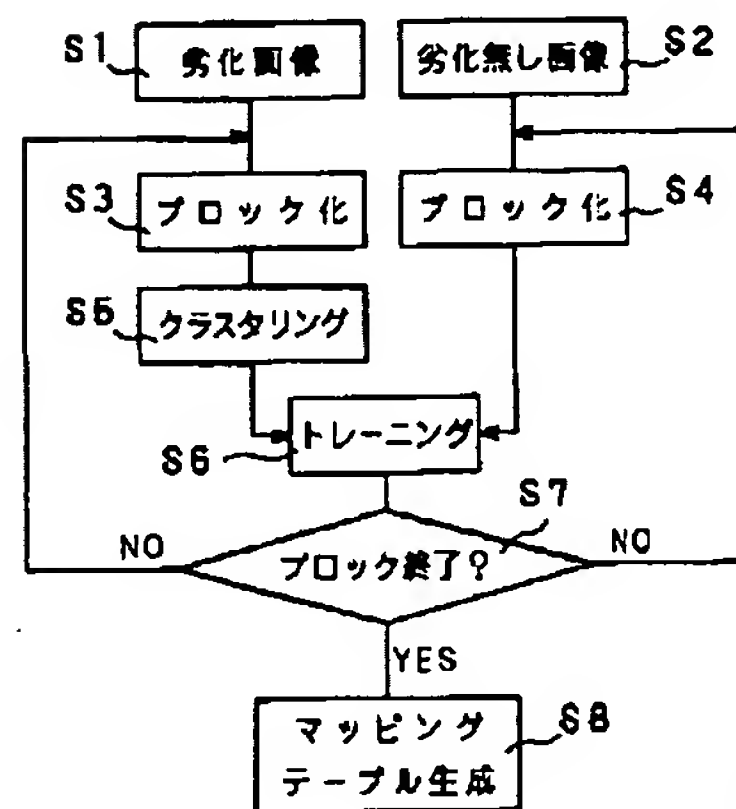 S1
劣化画像
劣化無し画像
S2
S3
ブロック化
ブロック化
S4
S5
クラスタリング
トレーニング
S6
S7
NO
ブロック終了?
NO
YES
マッピング
テーブル生成
S8